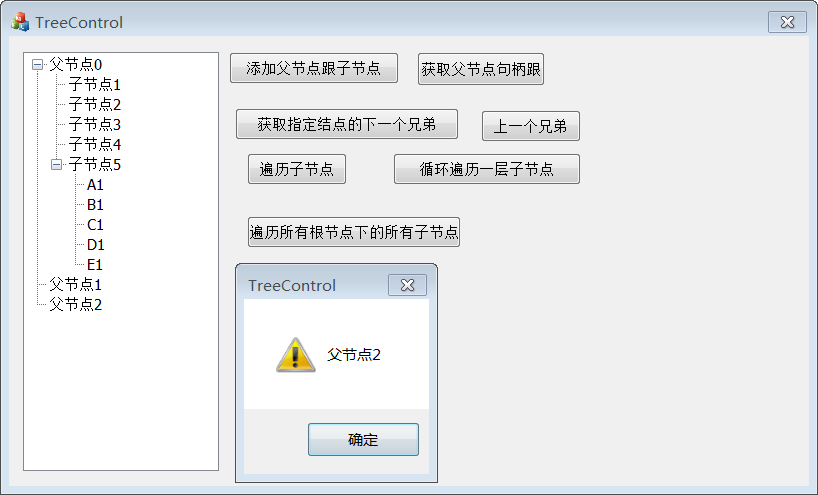 TreeControl
父节点0
子节点1
子节点2
子节点3
子节点4
子节点5
A1
B1
C1
D1
E1
父节点1
父节点2
添加父节点跟子节点
获取父节点句柄跟
获取指定结点的下一个兄弟
上一个兄弟
遍历子节点
循环遍历一层子节点
遍历所有根节点下的所有子节点
TreeControl
父节点2
确定